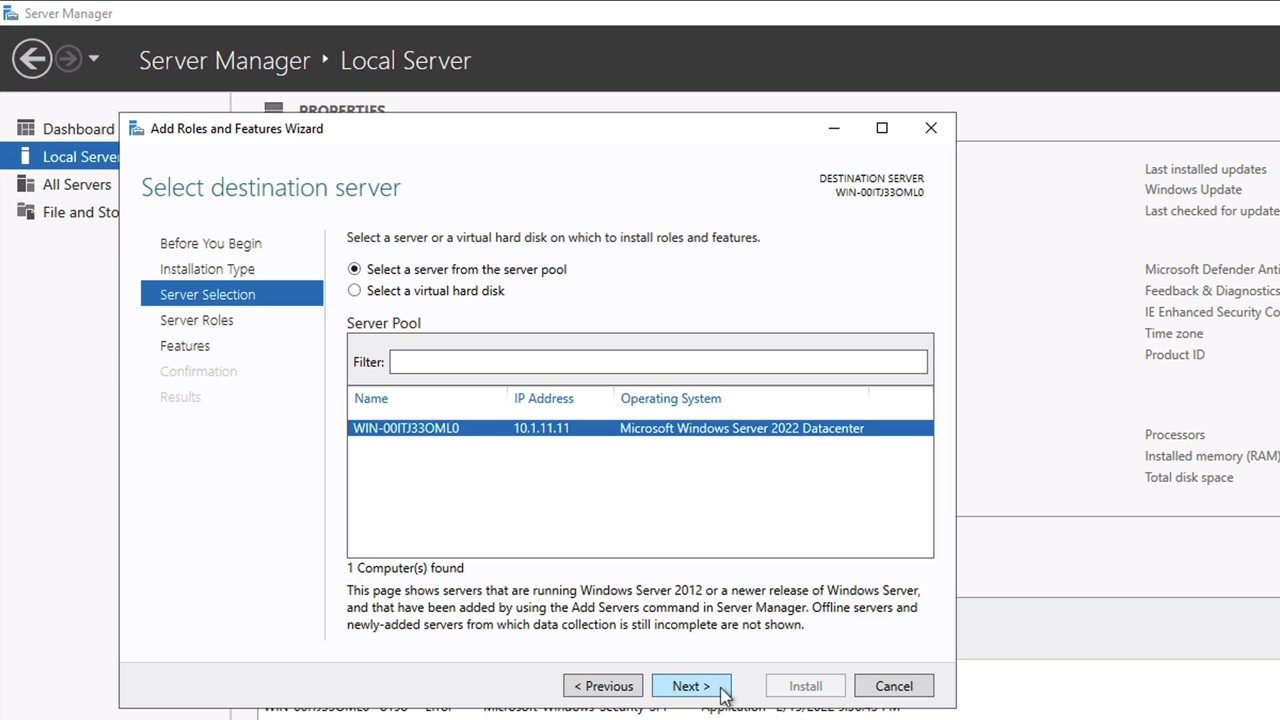 Server Manager
Server Manager ‣ Local Server
PROPERTIES
Dashboard
Local Server
All Servers
File and Sto
Add Roles and Features Wizard
Select destination server
DESTINATION SERVER
WIN-00ITJ33OML0
Before You Begin
Installation Type
Server Selection
Server Roles
Features
Confirmation
Results
Select a server or a virtual hard disk on which to install roles and features.
Select a server from the server pool
Select a virtual hard disk
Server Pool
Filter:
Name IP Address Operating System
WIN-00ITJ33OML0 10.1.11.11 Microsoft Windows Server 2022 Datacenter
1 Computer(s) found
This page shows servers that are running Windows Server 2012 or a newer release of Windows Server,
and that have been added by using the Add Servers command in Server Manager. Offline servers and
newly-added servers from which data collection is still incomplete are not shown.
< Previous Next > Install Cancel
Last installed updates
Windows Update
Last checked for update
Microsoft Defender Anti
Feedback & Diagnostics
IE Enhanced Security Co
Time zone
Product ID
Processors
Installed memory (RAM)
Total disk space